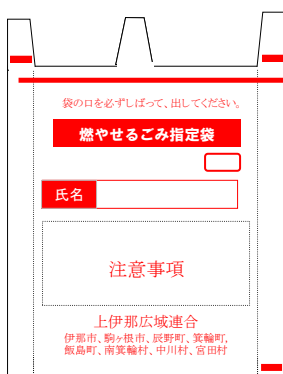 袋の口を必ずしばって、出してください。
燃やせるごみ指定袋
氏名
注意事項
上伊那広域連合
伊那市、駒ヶ根市、辰野町、箕輪町、
飯島町、南箕輪村、中川村、宮田村